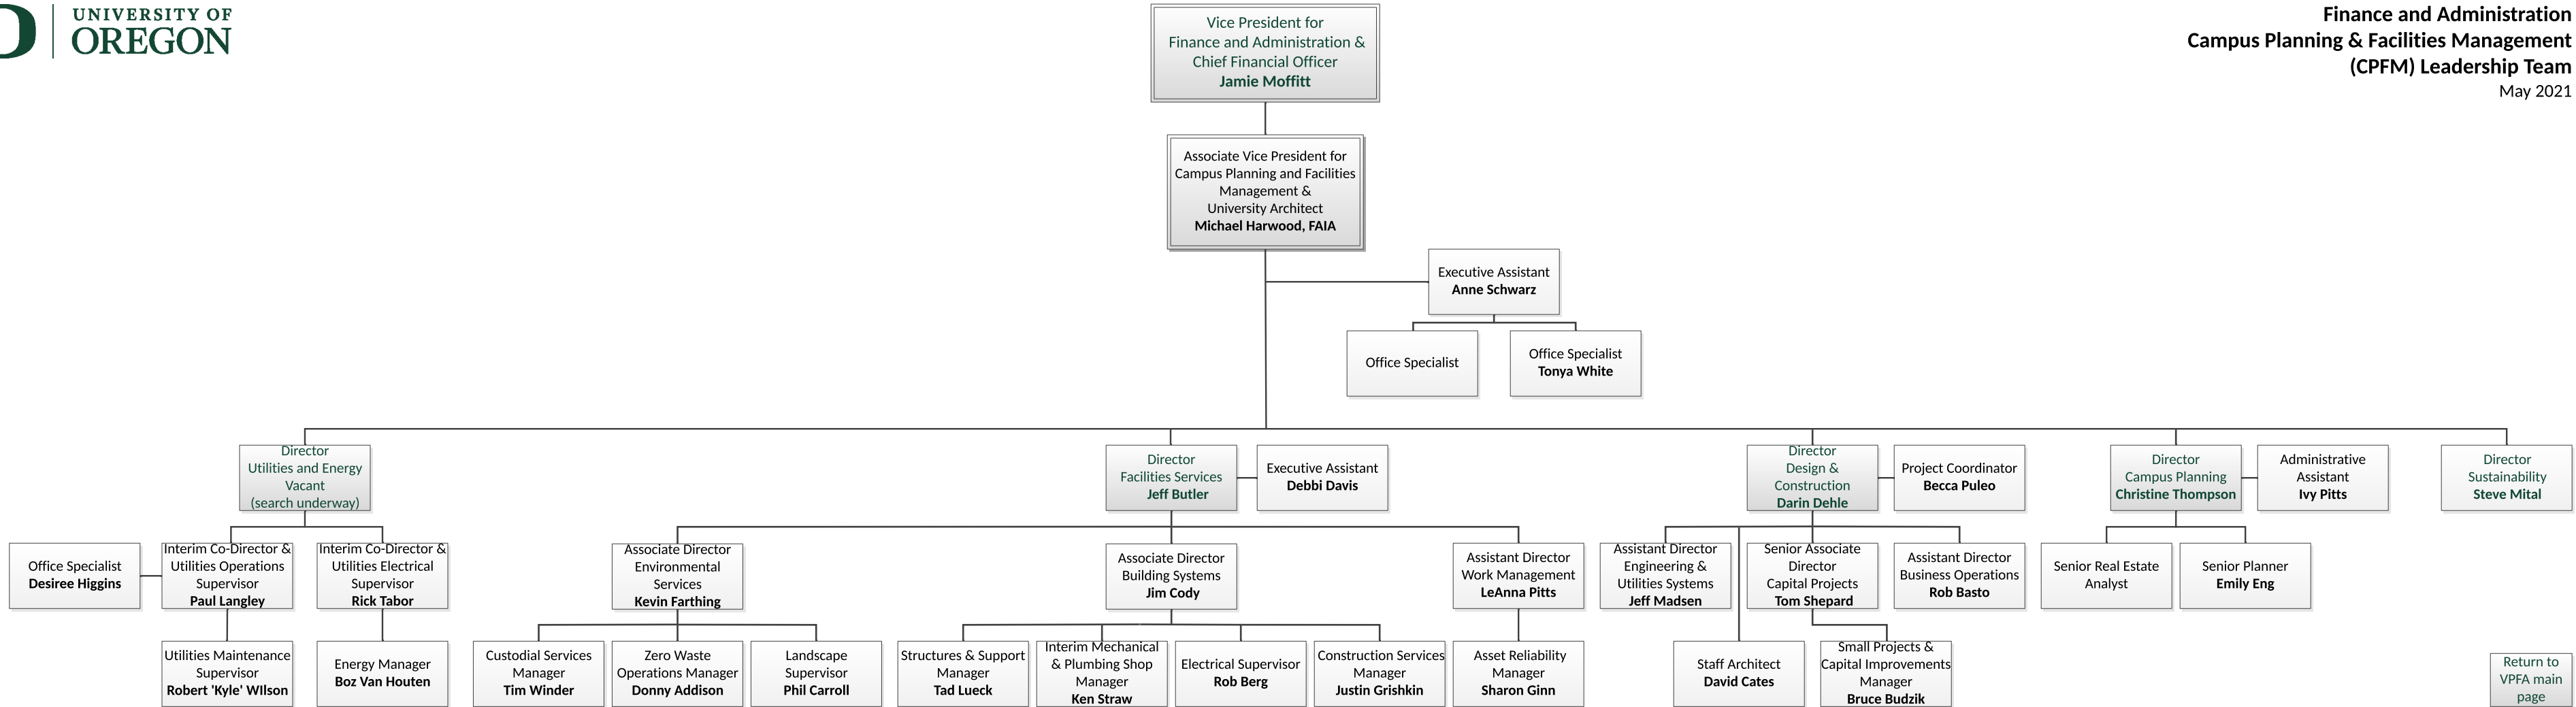 UNIVERSITY OF
OREGON
Finance and Administration
Campus Planning & Facilities Management
(CPFM) Leadership Team
May 2021
Vice President for
Finance and Administration &
Chief Financial Officer
Jamie Moffitt
Associate Vice President for
Campus Planning and Facilities
Management &
University Architect
Michael Harwood, FAIA
Executive Assistant
Anne Schwarz
Office Specialist
Office Specialist
Tonya White
Director
Utilities and Energy
Vacant
(search underway)
Director
Facilities Services
Jeff Butler
Executive Assistant
Debbi Davis
Director
Design &
Construction
Darin Dehle
Project Coordinator
Becca Puleo
Director
Campus Planning
Christine Thompson
Administrative
Assistant
Ivy Pitts
Director
Sustainability
Steve Mital
Office Specialist
Desiree Higgins
Interim Co-Director &
Utilities Operations
Supervisor
Paul Langley
Interim Co-Director &
Utilities Electrical
Supervisor
Rick Tabor
Associate Director
Environmental
Services
Kevin Farthing
Associate Director
Building Systems
Jim Cody
Assistant Director
Work Management
LeAnna Pitts
Assistant Director
Engineering &
Utilities Systems
Jeff Madsen
Senior Associate
Director
Capital Projects
Tom Shepard
Assistant Director
Business Operations
Rob Basto
Senior Real Estate
Analyst
Senior Planner
Emily Eng
Utilities Maintenance
Supervisor
Robert 'Kyle' WIlson
Energy Manager
Boz Van Houten
Custodial Services
Manager
Tim Winder
Zero Waste
Operations Manager
Donny Addison
Landscape
Supervisor
Phil Carroll
Structures & Support
Manager
Tad Lueck
Interim Mechanical
& Plumbing Shop
Manager
Ken Straw
Electrical Supervisor
Rob Berg
Construction Services
Manager
Justin Grishkin
Asset Reliability
Manager
Sharon Ginn
Staff Architect
David Cates
Small Projects &
Capital Improvements
Manager
Bruce Budzik
Return to
VPFA main
page